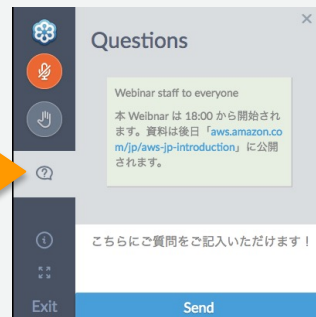 Questions
Webinar staff to everyone
本 Weibnar は 18:00 から開始され
ます。資料は後日「aws.amazon.co
m/jp/aws-jp-introduction」に公開
されます。
こちらにご質問をご記入いただけます！
Exit
Send